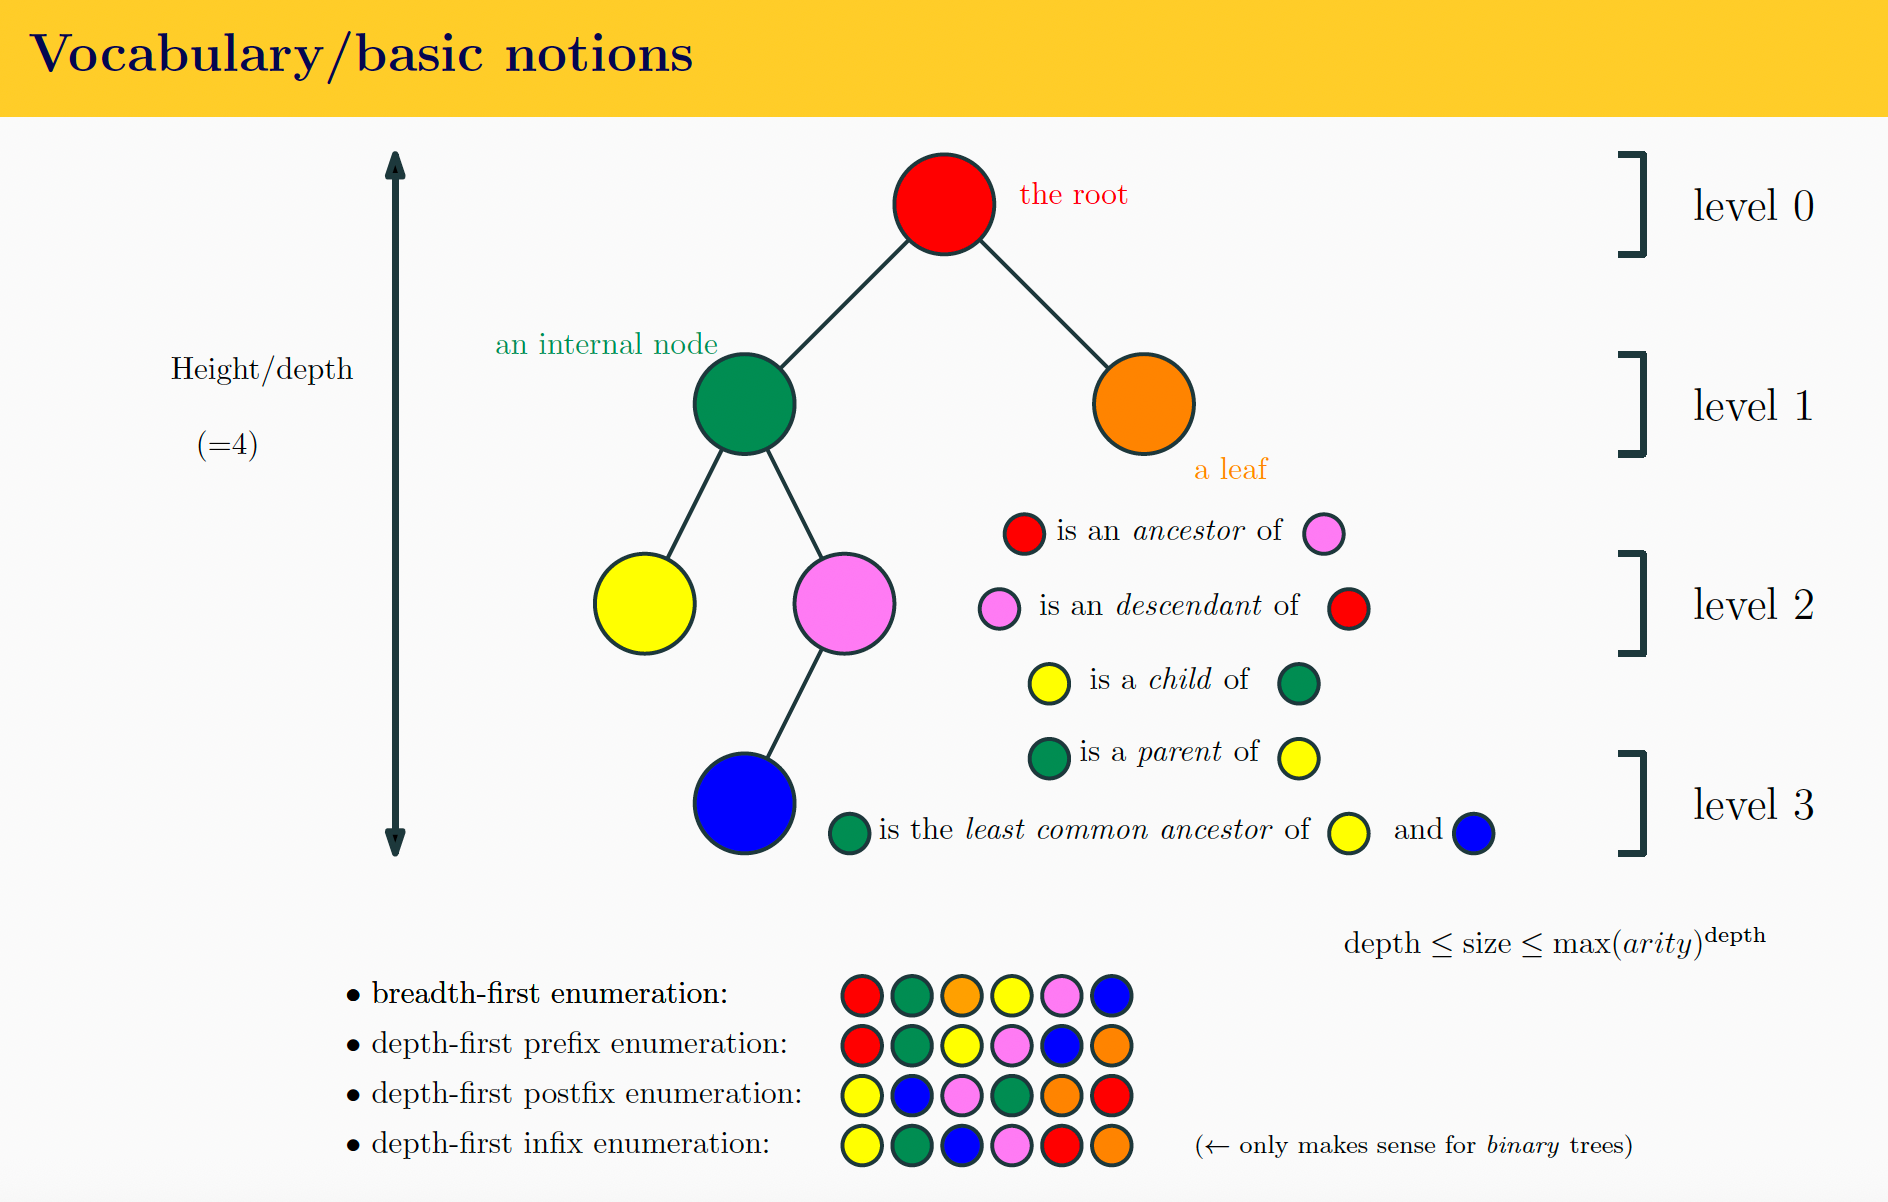 Vocabulary/basic notions
the root
level 0
an internal node
Height/depth
(=4)
level 1
a leaf
is an ancestor of
is an descendant of
level 2
is a child of
is a parent of
level 3
is the least common ancestor of and
depth ≤ size ≤ max(arity)^depth
• breadth-first enumeration:
• depth-first prefix enumeration:
• depth-first postfix enumeration:
• depth-first infix enumeration: (← only makes sense for binary trees)